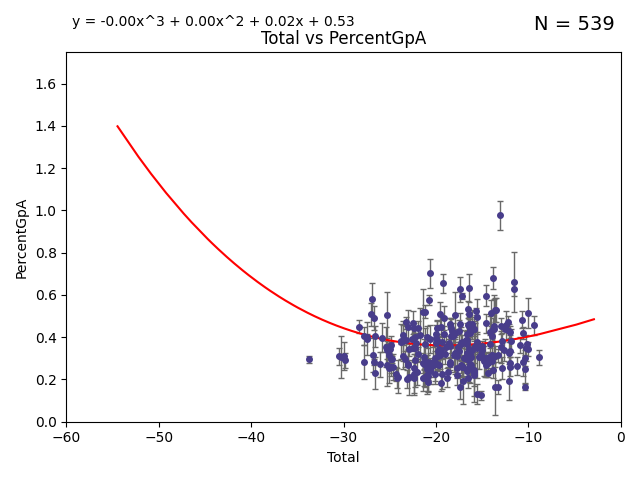 y = -0.00x^3 + 0.00x^2 + 0.02x + 0.53
N = 539
Total vs PercentGpA
PercentGpA
1.6
1.4
1.2
1.0
0.8
0.6
0.4
0.2
0.0
−60 −50 −40 −30 −20 −10 0
Total